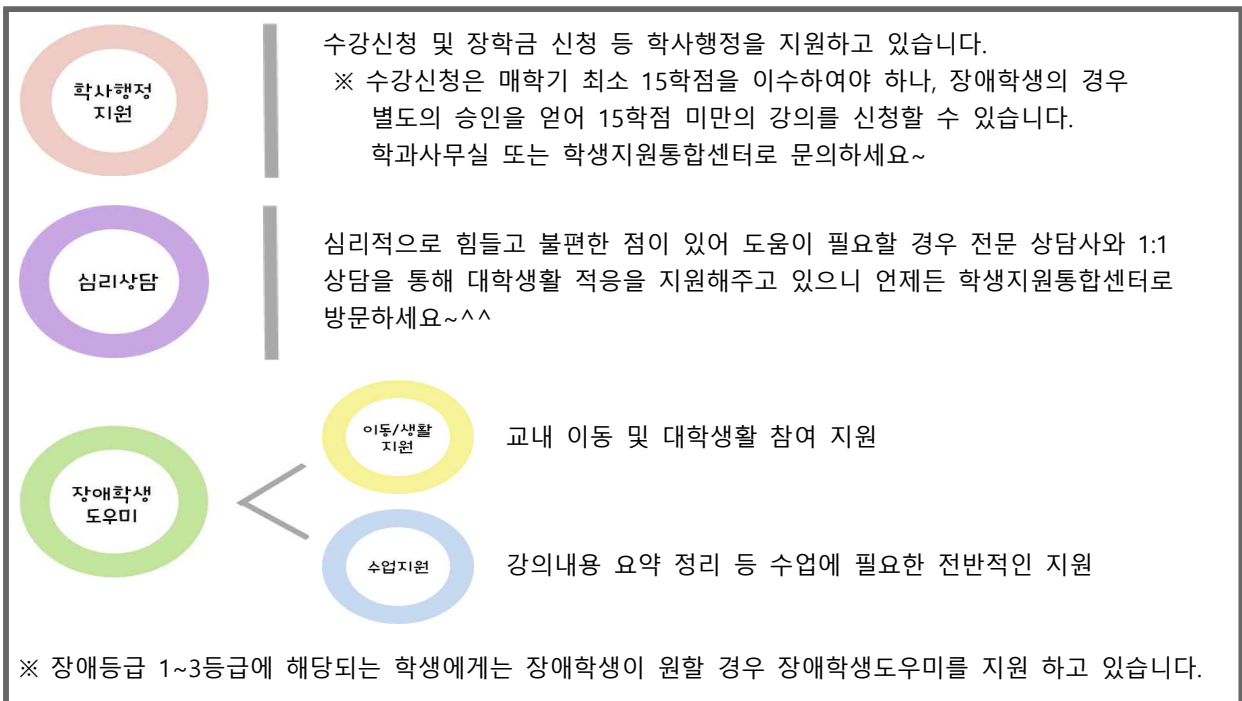 학사행정
지원
수강신청 및 장학금 신청 등 학사행정을 지원하고 있습니다.
※ 수강신청은 매학기 최소 15학점을 이수하여야 하나, 장애학생의 경우
별도의 승인을 얻어 15학점 미만의 강의를 신청할 수 있습니다.
학과사무실 또는 학생지원통합센터로 문의하세요~
심리상담
심리적으로 힘들고 불편한 점이 있어 도움이 필요할 경우 전문 상담사와 1:1
상담을 통해 대학생활 적응을 지원해주고 있으니 언제든 학생지원통합센터로
방문하세요~^^
장애학생
도우미
이동/생활
지원
교내 이동 및 대학생활 참여 지원
수업지원
강의내용 요약 정리 등 수업에 필요한 전반적인 지원
※ 장애등급 1~3등급에 해당되는 학생에게는 장애학생이 원할 경우 장애학생도우미를 지원 하고 있습니다.